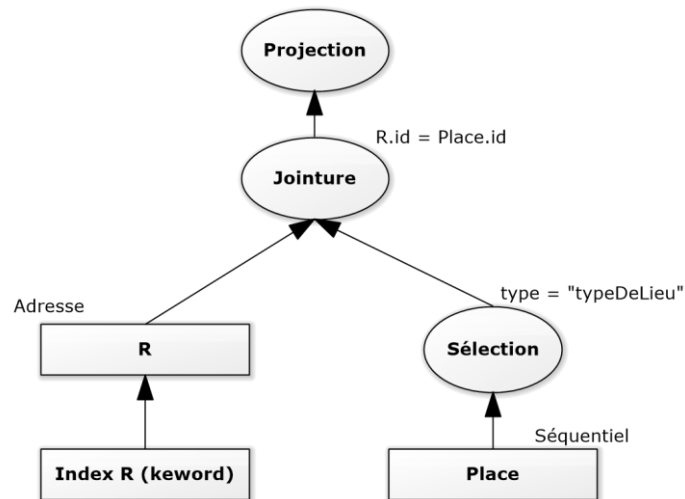 Projection
R.id = Place.id
Jointure
Adresse
type = "typeDeLieu"
R
Sélection
Séquentiel
Index R (keword)
Place